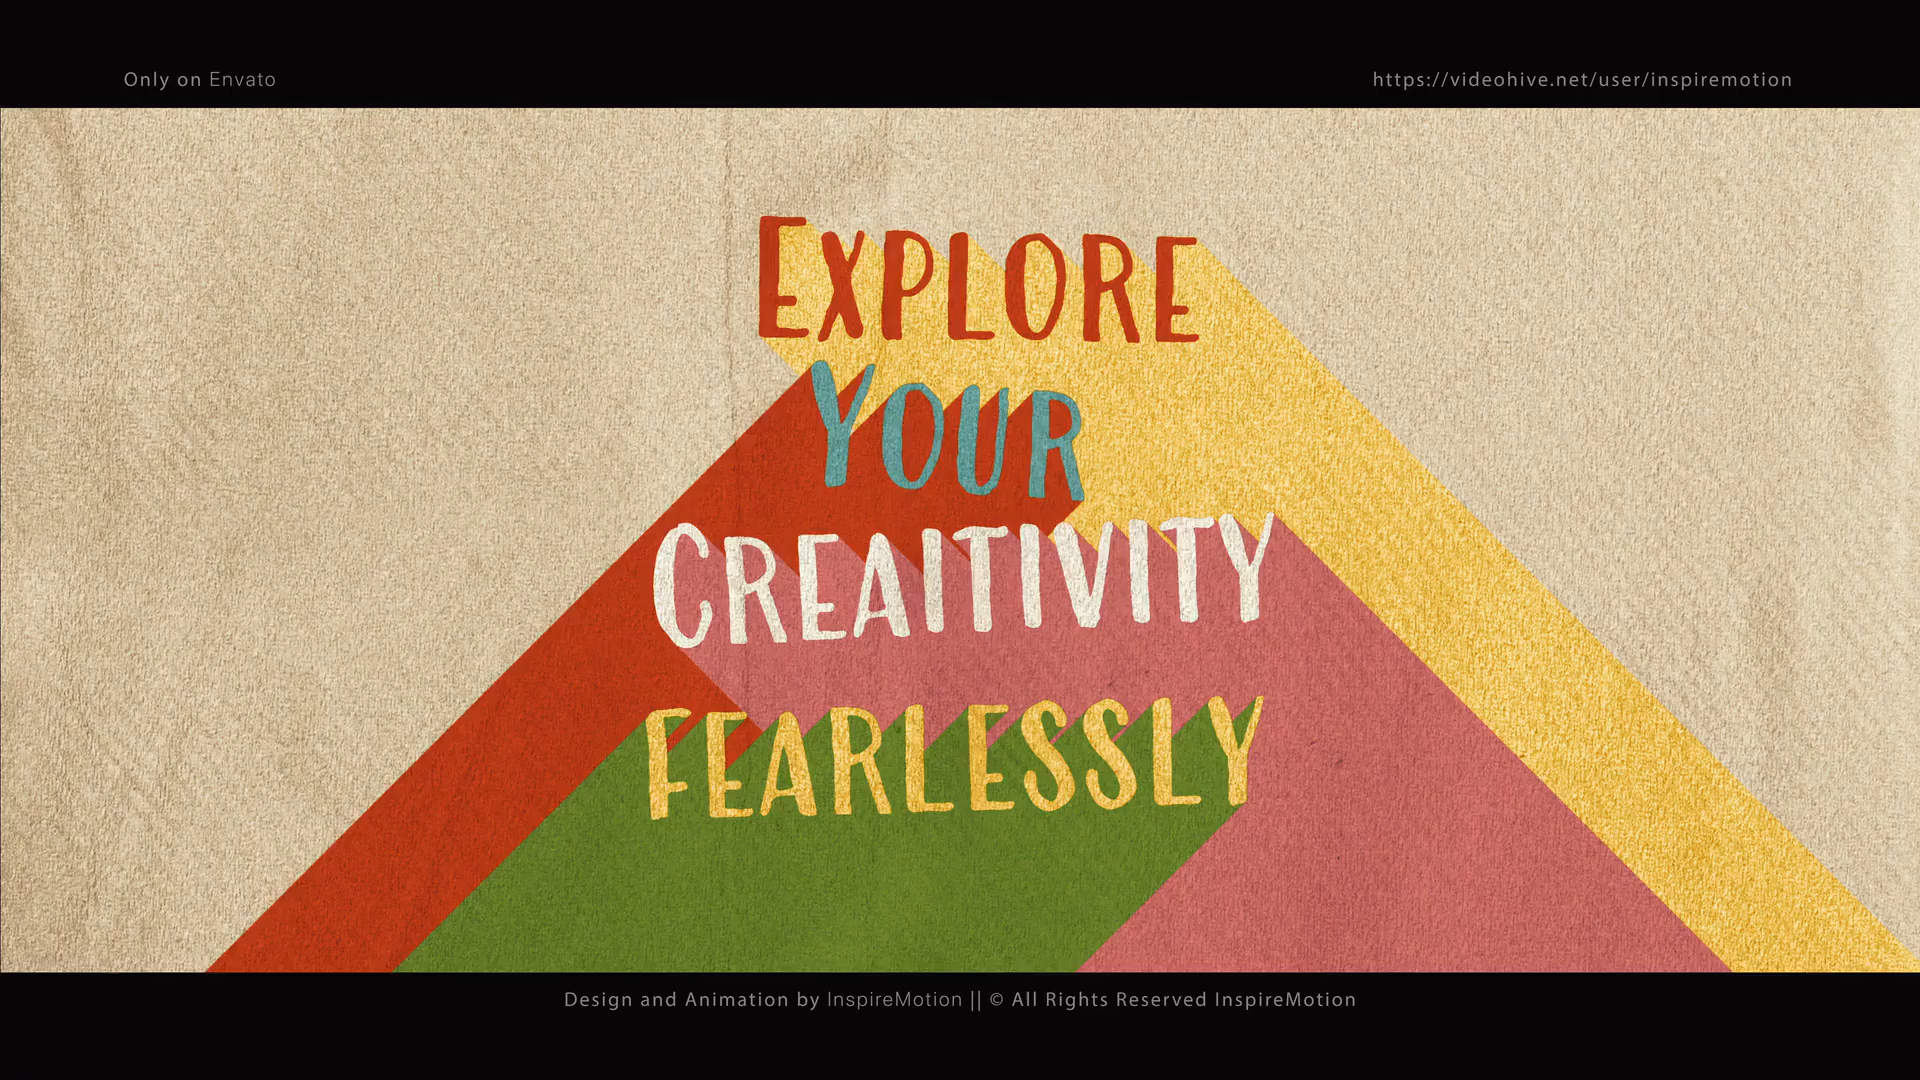 Only on Envato
https://videohive.net/user/inspiremotion
EXPLORE
YOUR
CREAITIVITY
FEARLESSLY
Design and Animation by InspireMotion || © All Rights Reserved InspireMotion